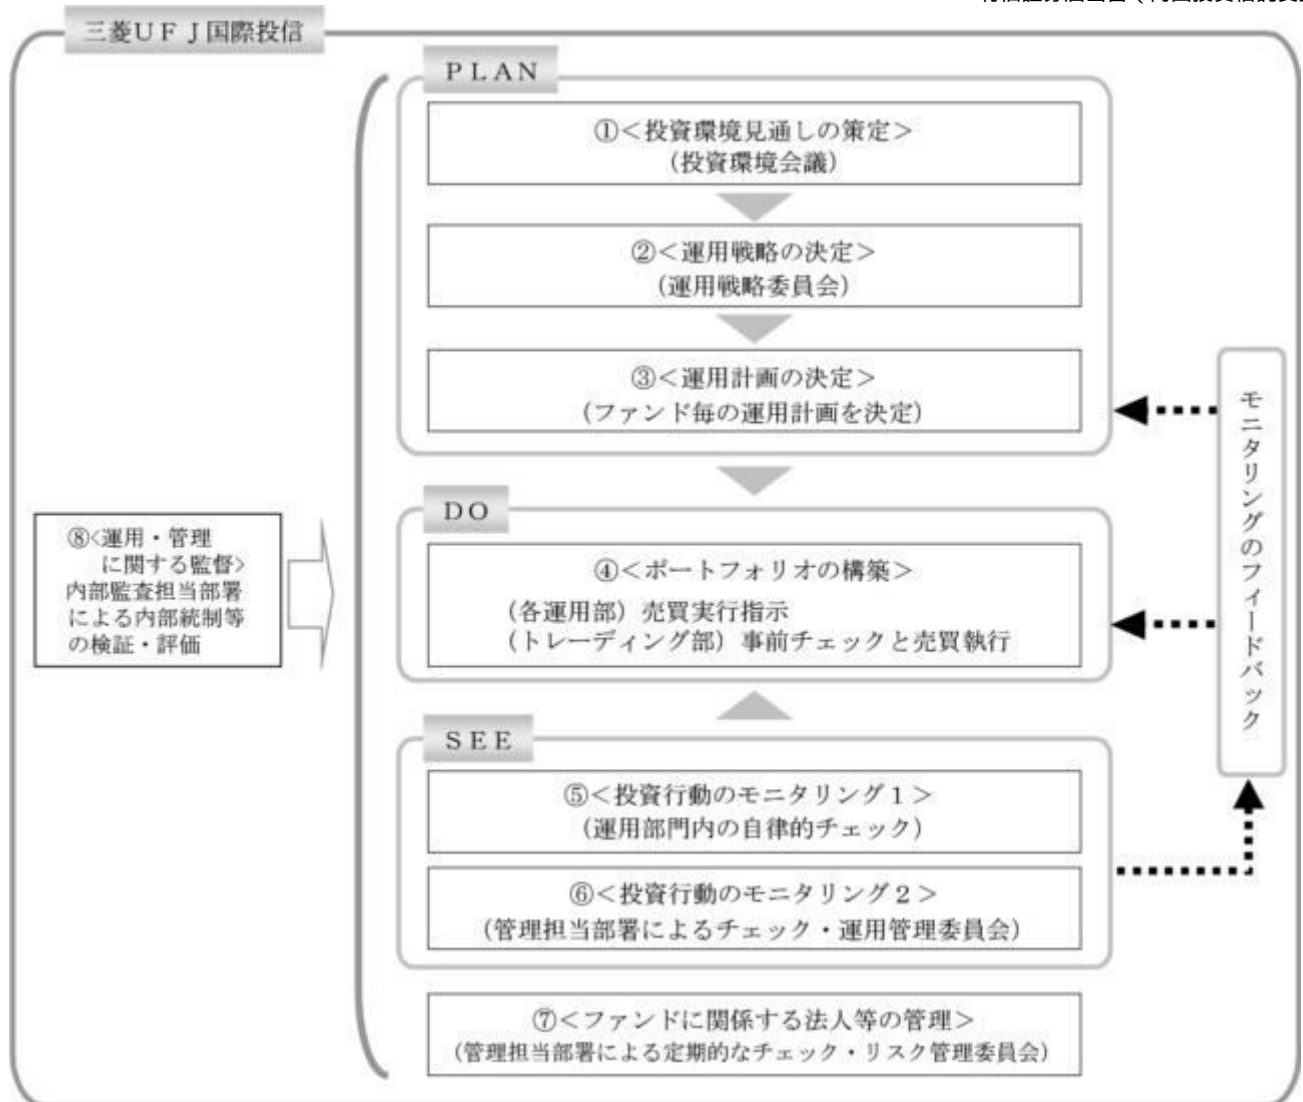 三菱ＵＦＪ国際投信
ＰＬＡＮ
①＜投資環境見通しの策定＞
（投資環境会議）
②＜運用戦略の決定＞
（運用戦略委員会）
③＜運用計画の決定＞
（ファンド毎の運用計画を決定）
ＤＯ
④＜ポートフォリオの構築＞
（各運用部）売買実行指示
（トレーディング部）事前チェックと売買執行
ＳＥＥ
⑤＜投資行動のモニタリング１＞
（運用部門内の自律的チェック）
⑥＜投資行動のモニタリング２＞
（管理担当部署によるチェック・運用管理委員会）
⑦＜ファンドに関係する法人等の管理＞
（管理担当部署による定期的なチェック・リスク管理委員会）
⑧<運用・管理
に関する監督>
内部監査担当部署
による内部統制等
の検証・評価
モニタリングのフィードバック